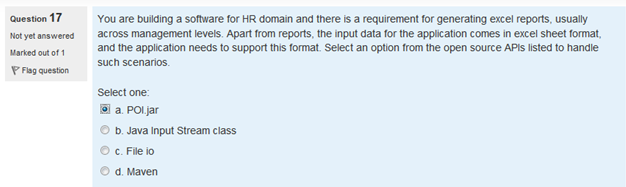 Question 17
Not yet answered
Marked out of 1
Flag question
You are building a software for HR domain and there is a requirement for generating excel reports, usually
across management levels. Apart from reports, the input data for the application comes in excel sheet format,
and the application needs to support this format. Select an option from the open source APIs listed to handle
such scenarios.
Select one:
a. POI.jar
b. Java Input Stream class
c. File io
d. Maven